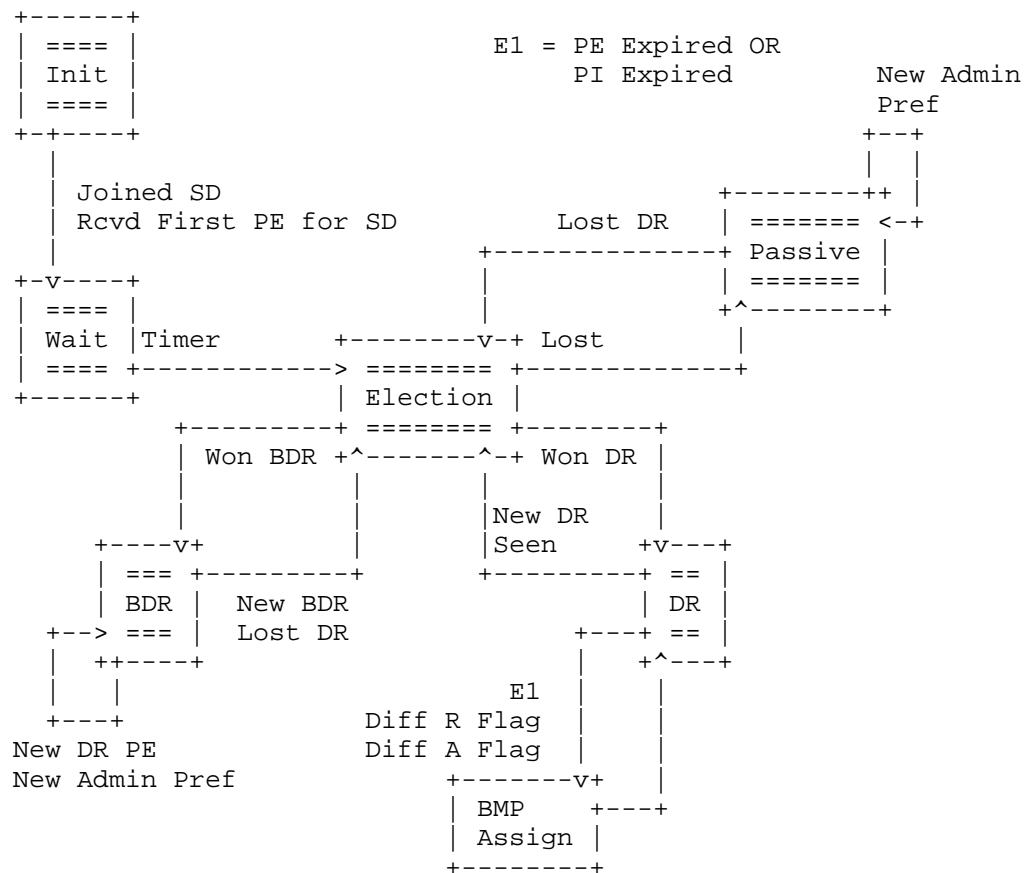 +------+
| ==== |                        E1 = PE Expired OR
| Init |                             PI Expired           New Admin
| ==== |                                                  Pref
+-+----+                                                 +--+
  |                                                      |  |
  | Joined SD                                   +--------++ |
  | Rcvd First PE for SD            Lost DR     | ======= <-+
  |                            +--------------+ Passive |
+-v----+                       |              | ======= |
| ==== |                       |              +^--------+
| Wait |Timer         +--------v-+ Lost        |
| ==== +------------> ======== +-------------+
+------+              | Election |
          +---------+ ======== +--------+
          | Won BDR +^-------^-+ Won DR |
          |          |       |          |
          |          |       |New DR    |
     +----v+         |       |Seen     +v---+
     | === +---------+       +---------+ == |
     | BDR |  New BDR                  | DR |
  +--> === |  Lost DR              +---+ == |
  |  ++----+                       |   +^---+
  |   |                        E1  |    |
  +---+               Diff R Flag  |    |
New DR PE             Diff A Flag  |    |
New Admin Pref             +-------v+   |
                           | BMP    +---+
                           | Assign |
                           +--------+